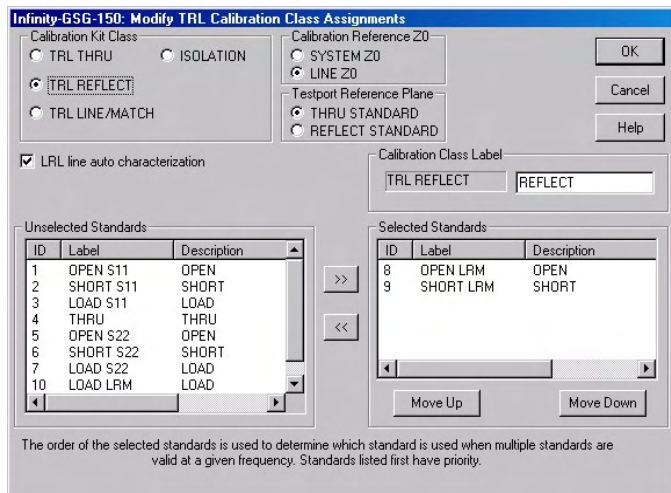 Infinity-GSG-150: Modify TRL Calibration Class Assignments
Calibration Kit Class
TRL THRU
ISOLATION
TRL REFLECT
TRL LINE/MATCH
Calibration Reference Z0
SYSTEM Z0
LINE Z0
Testport Reference Plane
THRU STANDARD
REFLECT STANDARD
OK
Cancel
Help
LRL line auto characterization
Calibration Class Label
TRL REFLECT
REFLECT
Unselected Standards
ID Label Description
1 OPEN S11 OPEN
2 SHORT S11 SHORT
3 LOAD S11 LOAD
4 THRU THRU
5 OPEN S22 OPEN
6 SHORT S22 SHORT
7 LOAD S22 LOAD
10 LOAD LRM LOAD
>>
<<
Selected Standards
ID Label Description
8 OPEN LRM OPEN
9 SHORT LRM SHORT
Move Up
Move Down
The order of the selected standards is used to determine which standard is used when multiple standards are
valid at a given frequency. Standards listed first have priority.